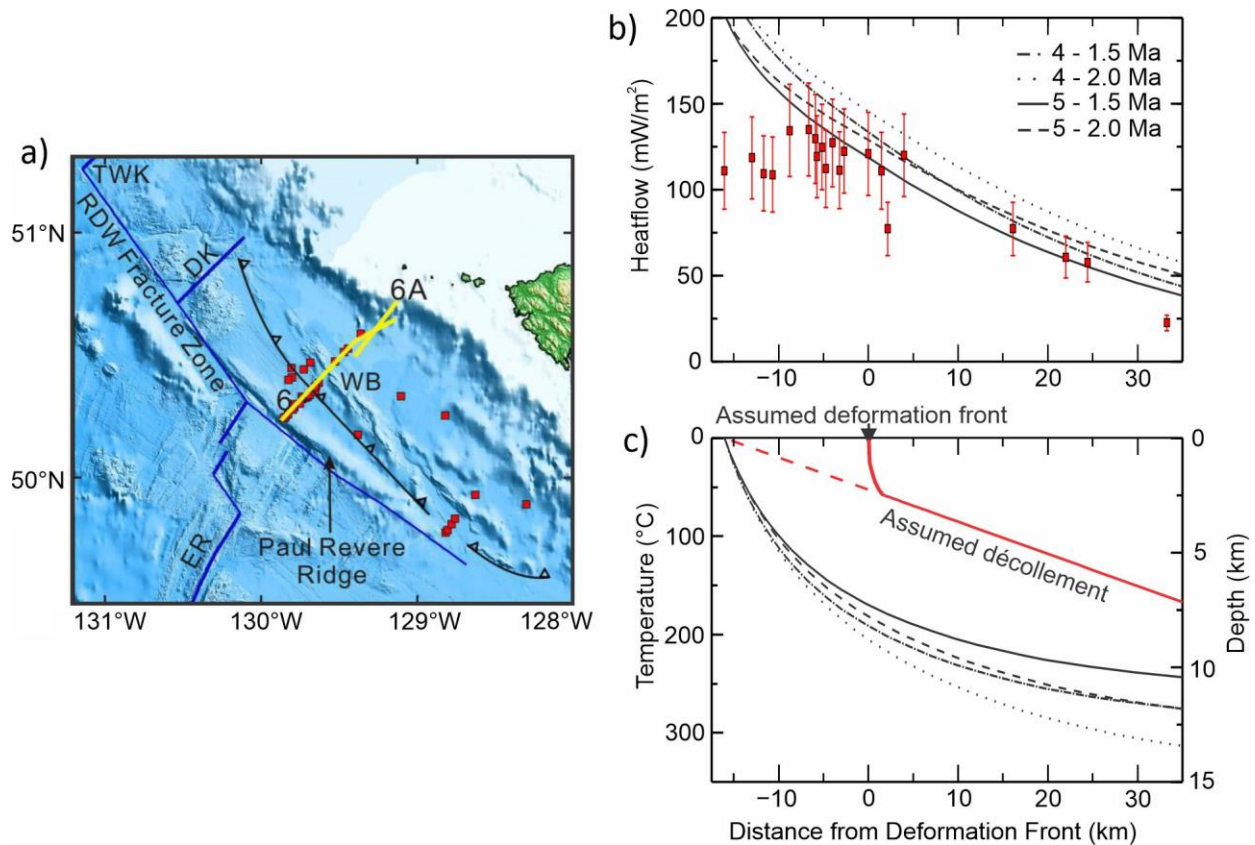 a)
TWK
RDW Fracture Zone
DK
6A
WB
6
ER
Paul Revere
Ridge
51°N
50°N
131°W
130°W
129°W
128°W
b)
Heatflow (mW/m²)
200
150
100
50
0
4 - 1.5 Ma
4 - 2.0 Ma
5 - 1.5 Ma
5 - 2.0 Ma
−10
0
10
20
30
c)
Assumed deformation front
Assumed décollement
Temperature (°C)
0
100
200
300
Depth (km)
0
5
10
15
−10
0
10
20
30
Distance from Deformation Front (km)